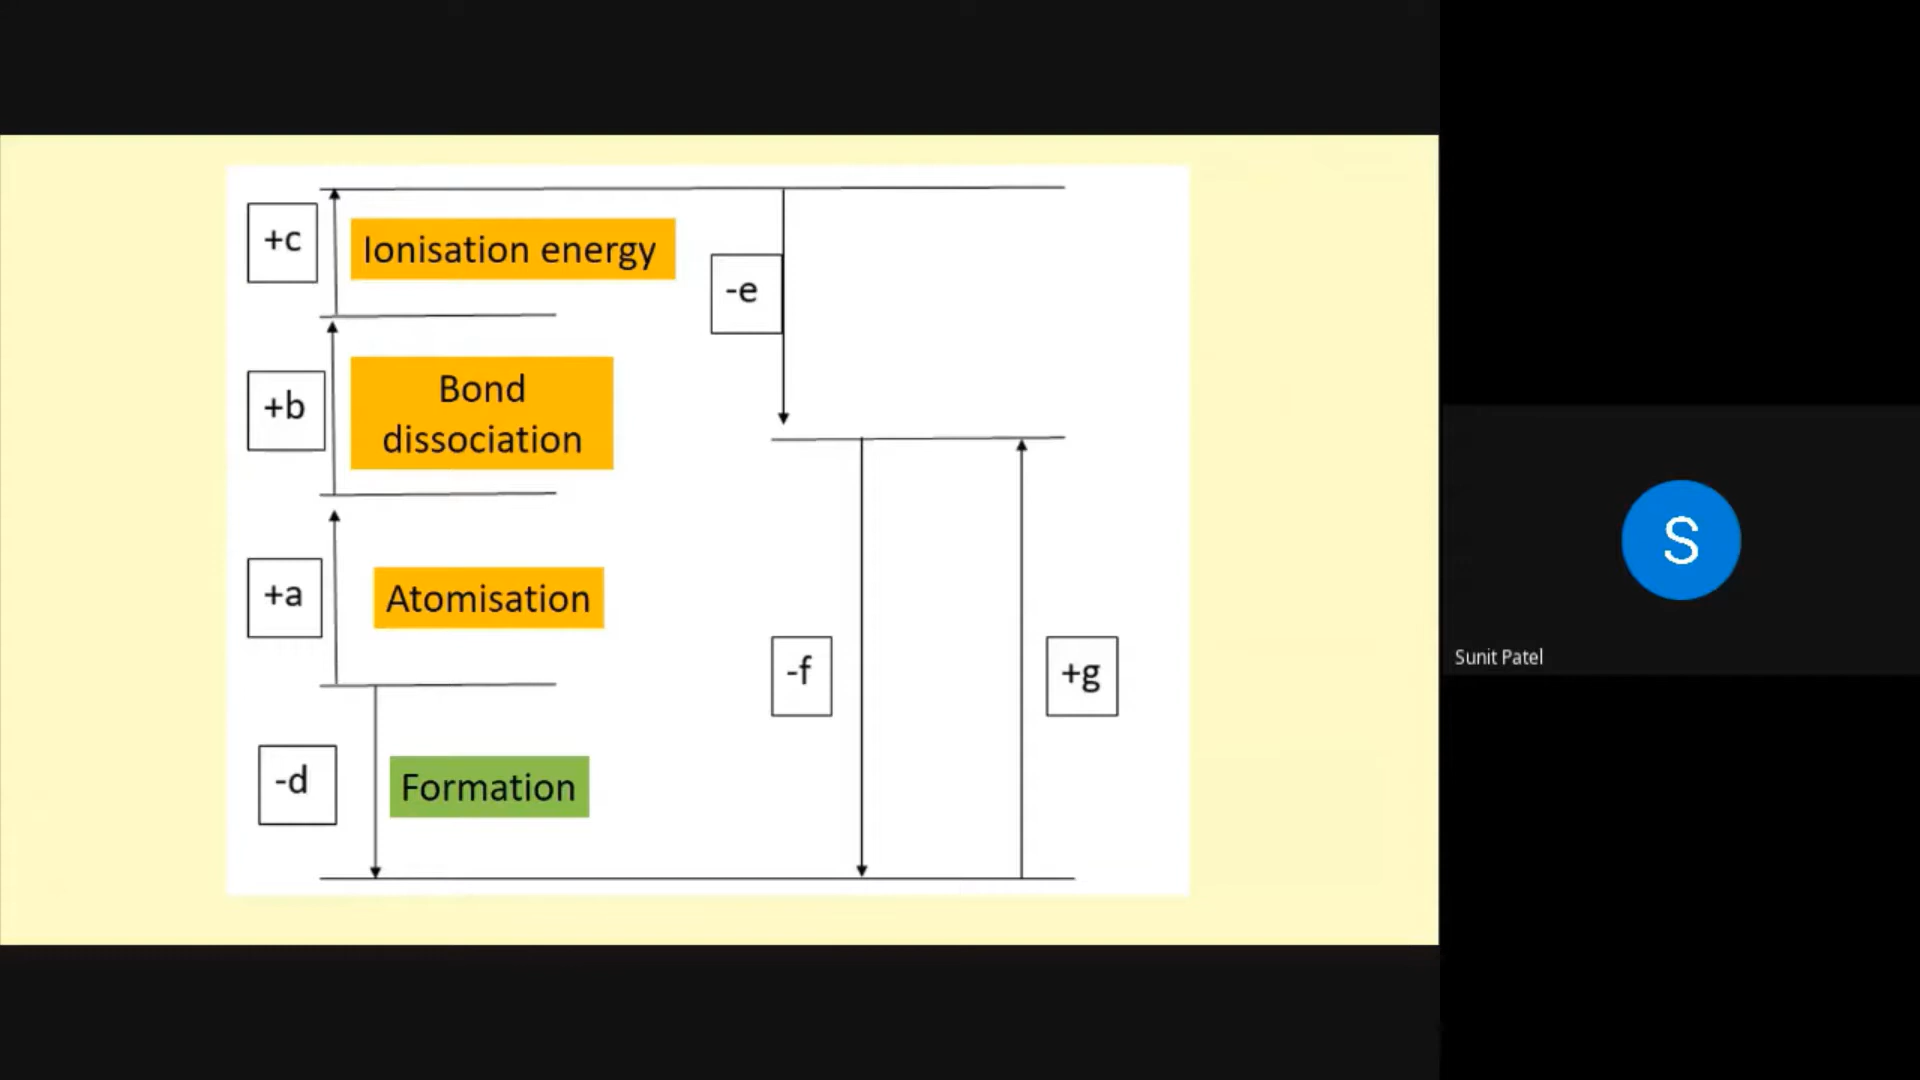 +c
Ionisation energy
-e
+b
Bond
dissociation
+a
Atomisation
-f
+g
-d
Formation
S
Sunit Patel